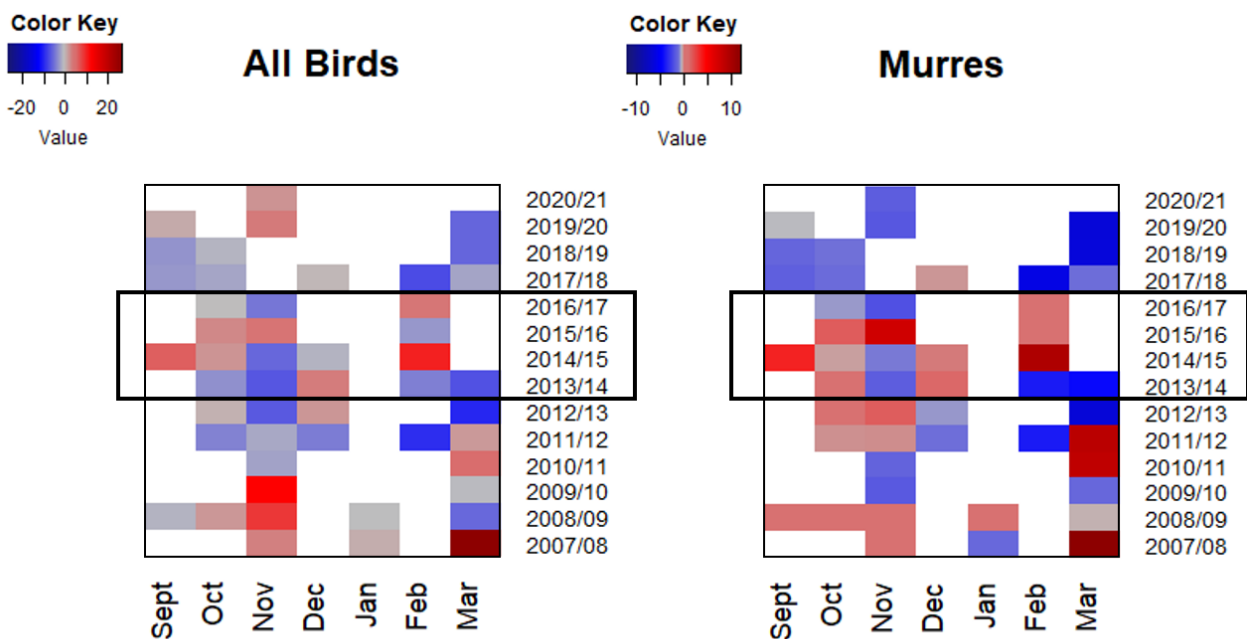 Color Key
-20 0 20
Value
All Birds
2020/21
2019/20
2018/19
2017/18
2016/17
2015/16
2014/15
2013/14
2012/13
2011/12
2010/11
2009/10
2008/09
2007/08
Sept Oct Nov Dec Jan Feb Mar
Color Key
-10 0 10
Value
Murres
2020/21
2019/20
2018/19
2017/18
2016/17
2015/16
2014/15
2013/14
2012/13
2011/12
2010/11
2009/10
2008/09
2007/08
Sept Oct Nov Dec Jan Feb Mar